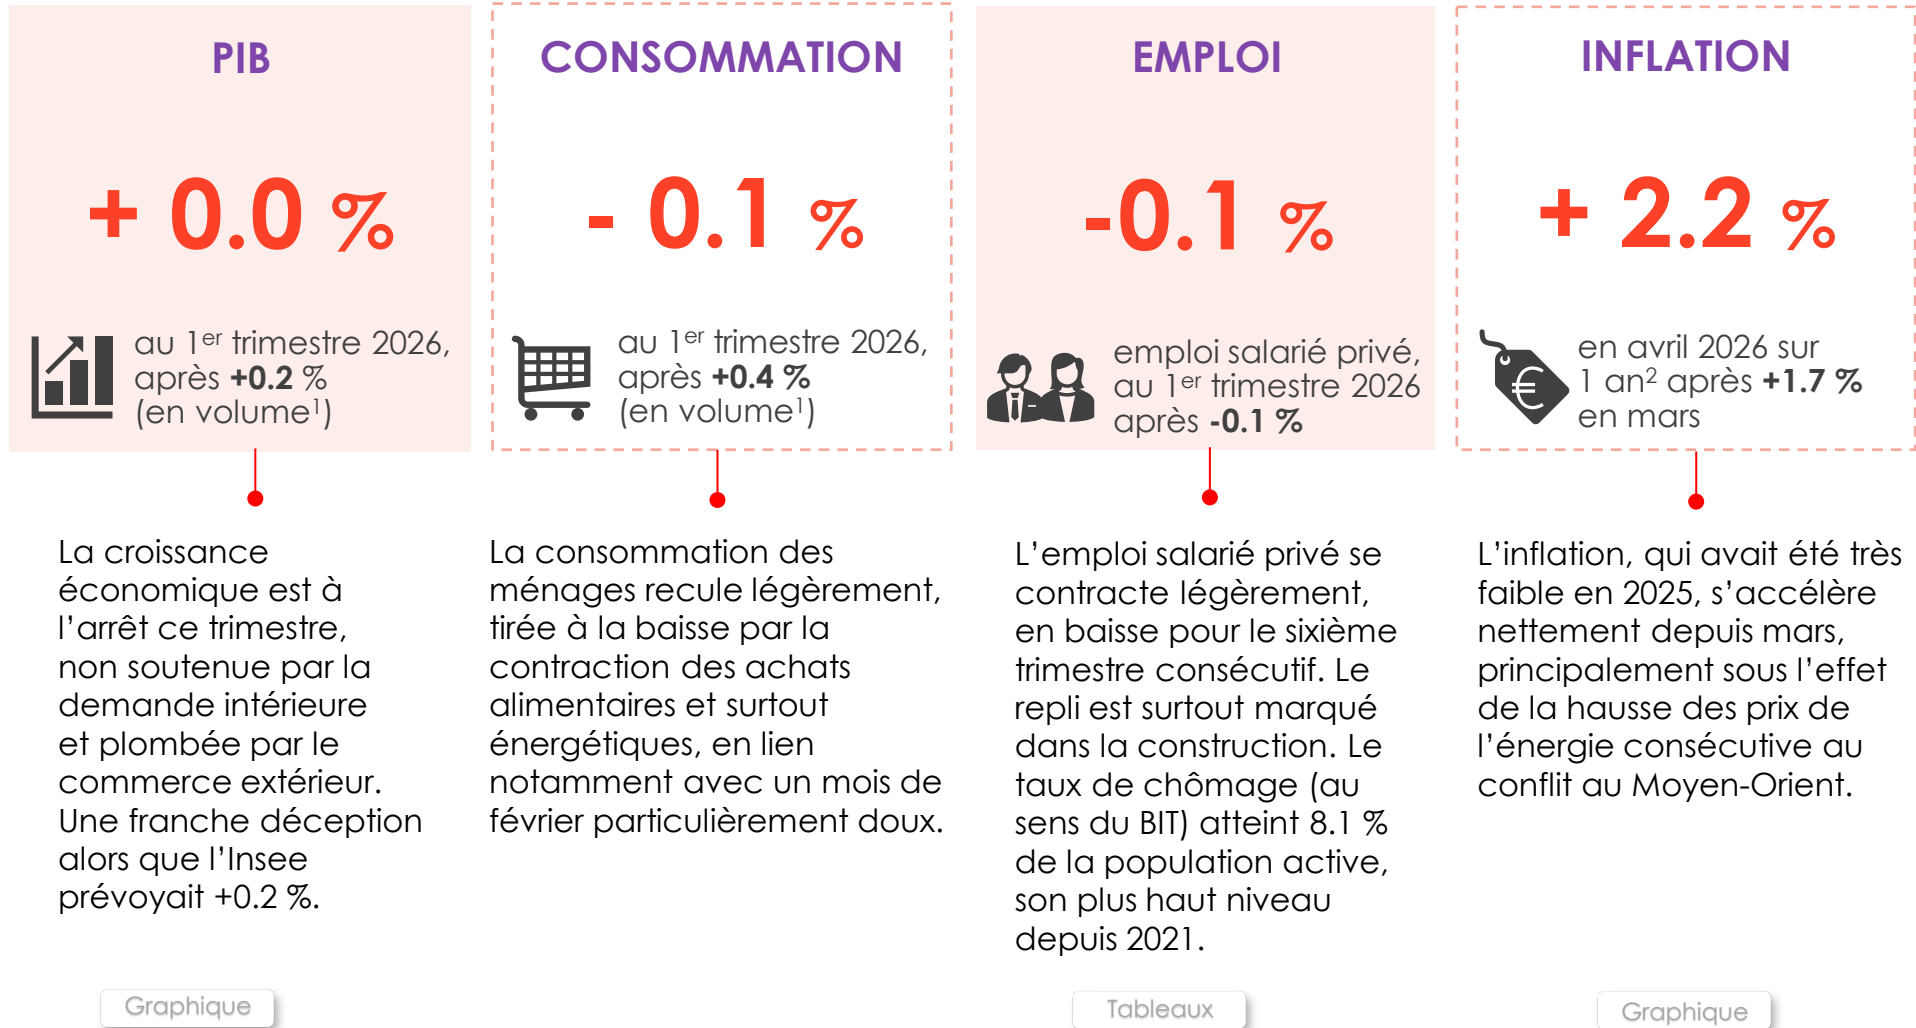 PIB
+ 0.0 %
au 1er trimestre 2026,
après +0.2 %
(en volume1)
La croissance
économique est à
l’arrêt ce trimestre,
non soutenue par la
demande intérieure
et plombée par le
commerce extérieur.
Une franche déception
alors que l’Insee
prévoyait +0.2 %.
Graphique
CONSOMMATION
- 0.1 %
au 1er trimestre 2026,
après +0.4 %
(en volume1)
La consommation des
ménages recule légèrement,
tirée à la baisse par la
contraction des achats
alimentaires et surtout
énergétiques, en lien
notamment avec un mois de
février particulièrement doux.
EMPLOI
-0.1 %
emploi salarié privé,
au 1er trimestre 2026
après -0.1 %
L’emploi salarié privé se
contracte légèrement,
en baisse pour le sixième
trimestre consécutif. Le
repli est surtout marqué
dans la construction. Le
taux de chômage (au
sens du BIT) atteint 8.1 %
de la population active,
son plus haut niveau
depuis 2021.
Tableaux
INFLATION
+ 2.2 %
€
en avril 2026 sur
1 an2 après +1.7 %
en mars
L’inflation, qui avait été très
faible en 2025, s’accélère
nettement depuis mars,
principalement sous l’effet
de la hausse des prix de
l’énergie consécutive au
conflit au Moyen-Orient.
Graphique